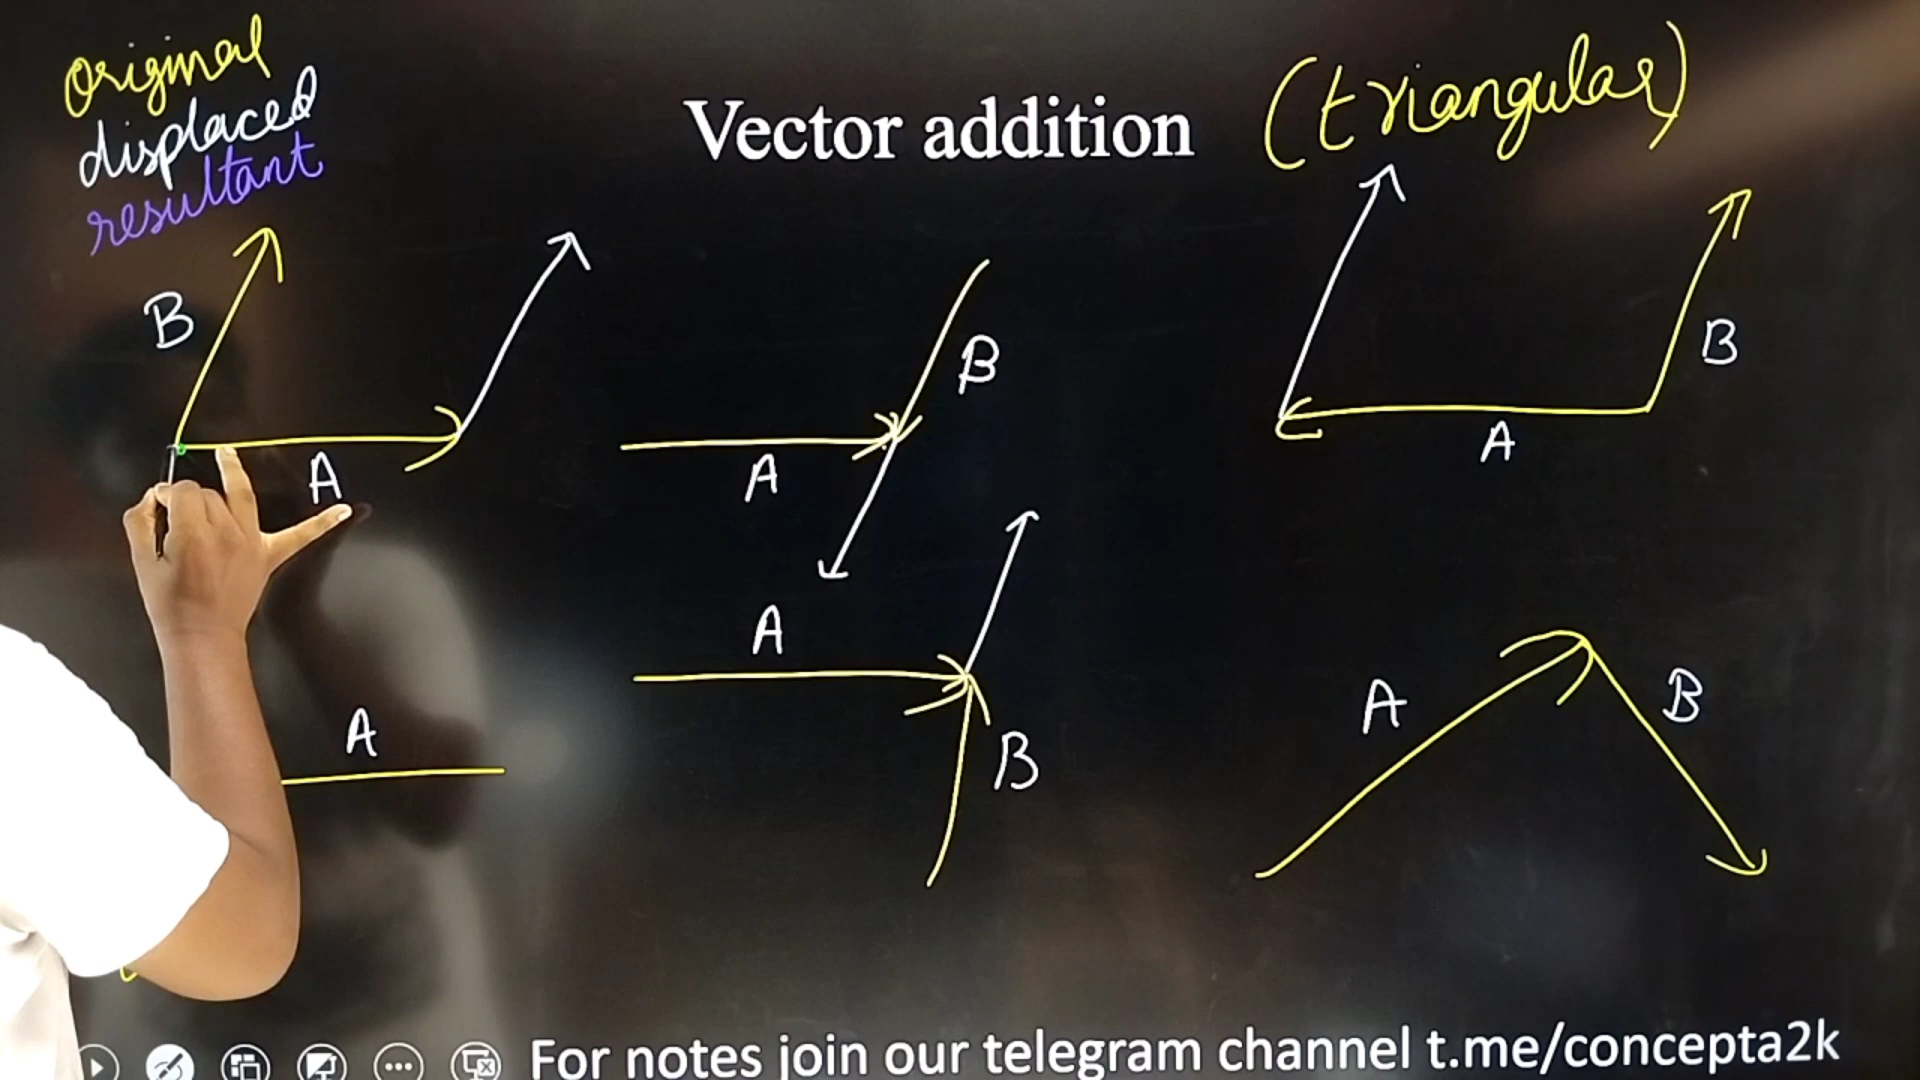 Original
displaced
resultant
Vector addition (triangular)
B
A
B
A
B
A
A
B
A
B
A
For notes join our telegram channel t.me/concepta2k